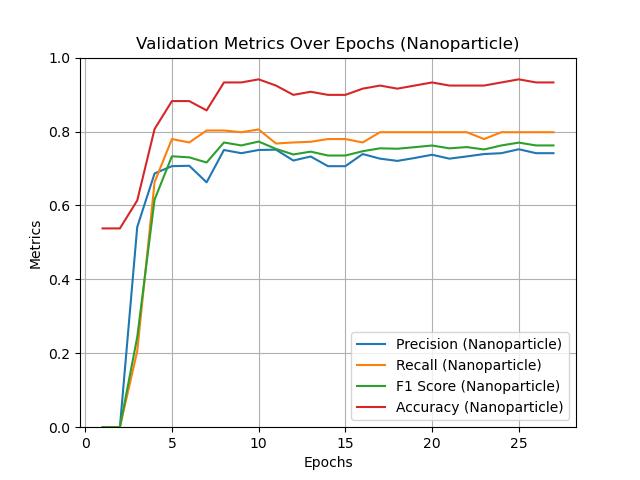 Validation Metrics Over Epochs (Nanoparticle)
Metrics
1.0
0.8
0.6
0.4
0.2
0.0
0 5 10 15 20 25
Epochs
Precision (Nanoparticle)
Recall (Nanoparticle)
F1 Score (Nanoparticle)
Accuracy (Nanoparticle)